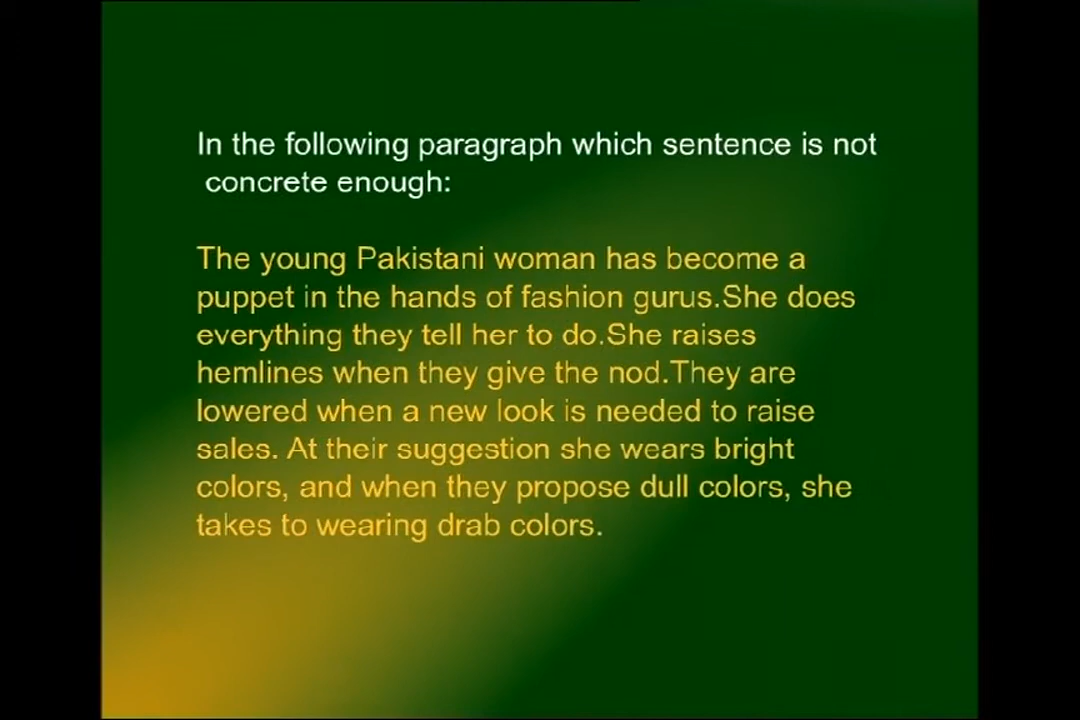 In the following paragraph which sentence is not
concrete enough:
The young Pakistani woman has become a
puppet in the hands of fashion gurus.She does
everything they tell her to do.She raises
hemlines when they give the nod.They are
lowered when a new look is needed to raise
sales. At their suggestion she wears bright
colors, and when they propose dull colors, she
takes to wearing drab colors.